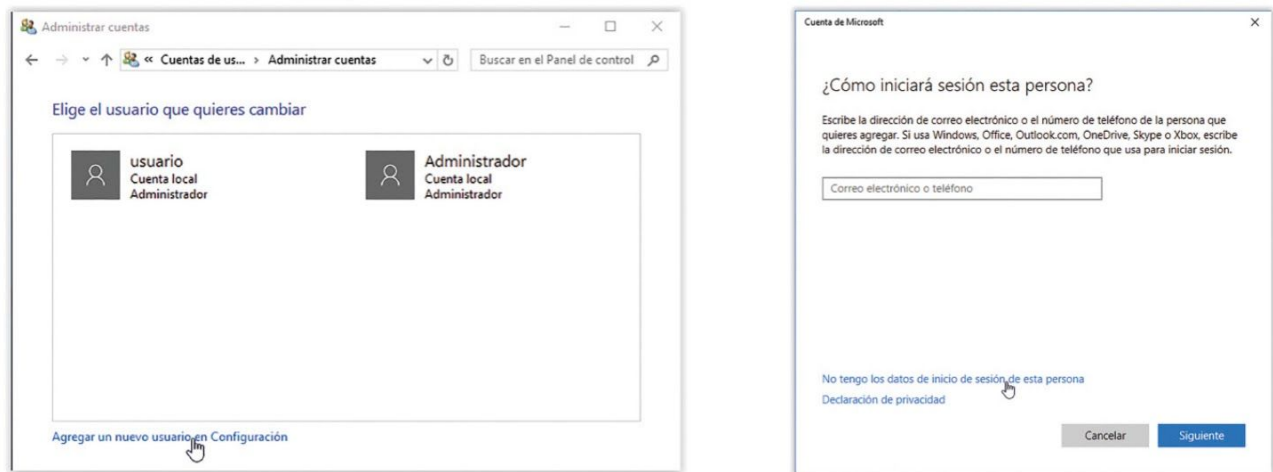 Administrar cuentas
« Cuentas de us... > Administrar cuentas
Buscar en el Panel de control
Elige el usuario que quieres cambiar
usuario
Cuenta local
Administrador
Administrador
Cuenta local
Administrador
Agregar un nuevo usuario en Configuración
Cuenta de Microsoft
¿Cómo iniciará sesión esta persona?
Escribe la dirección de correo electrónico o el número de teléfono de la persona que
quieres agregar. Si usa Windows, Office, Outlook.com, OneDrive, Skype o Xbox, escribe
la dirección de correo electrónico o el número de teléfono que usa para iniciar sesión.
Correo electrónico o teléfono
No tengo los datos de inicio de sesión de esta persona
Declaración de privacidad
Cancelar
Siguiente